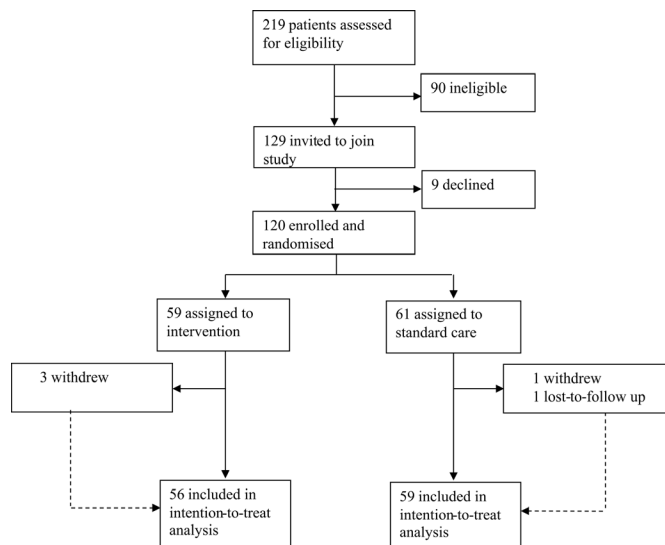 219 patients assessed
for eligibility
90 ineligible
129 invited to join
study
9 declined
120 enrolled and
randomised
59 assigned to
intervention
61 assigned to
standard care
3 withdrew
1 withdrew
1 lost-to-follow up
56 included in
intention-to-treat
analysis
59 included in
intention-to-treat
analysis